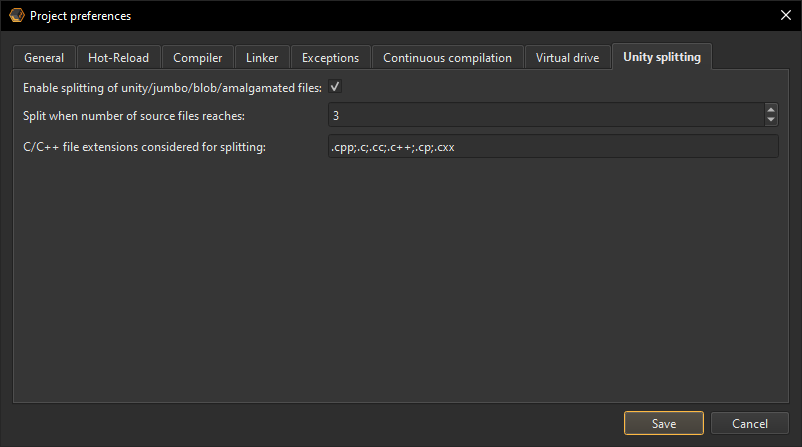 Project preferences
General Hot-Reload Compiler Linker Exceptions Continuous compilation Virtual drive Unity splitting
Enable splitting of unity/jumbo/blob/amalgamated files:
Split when number of source files reaches: 3
C/C++ file extensions considered for splitting: .cpp;.c;.cc;.c++;.cp;.cxx
Save Cancel